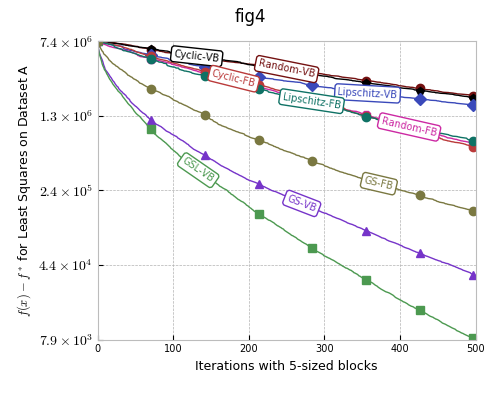 fig4
f(x) − f* for Least Squares on Dataset A
7.4 × 10⁶
1.3 × 10⁶
2.4 × 10⁵
4.4 × 10⁴
7.9 × 10³
Cyclic-VB
Random-VB
Cyclic-FB
Lipschitz-VB
Lipschitz-FB
Random-FB
GSL-VB
GS-FB
GS-VB
0 100 200 300 400 500
Iterations with 5-sized blocks